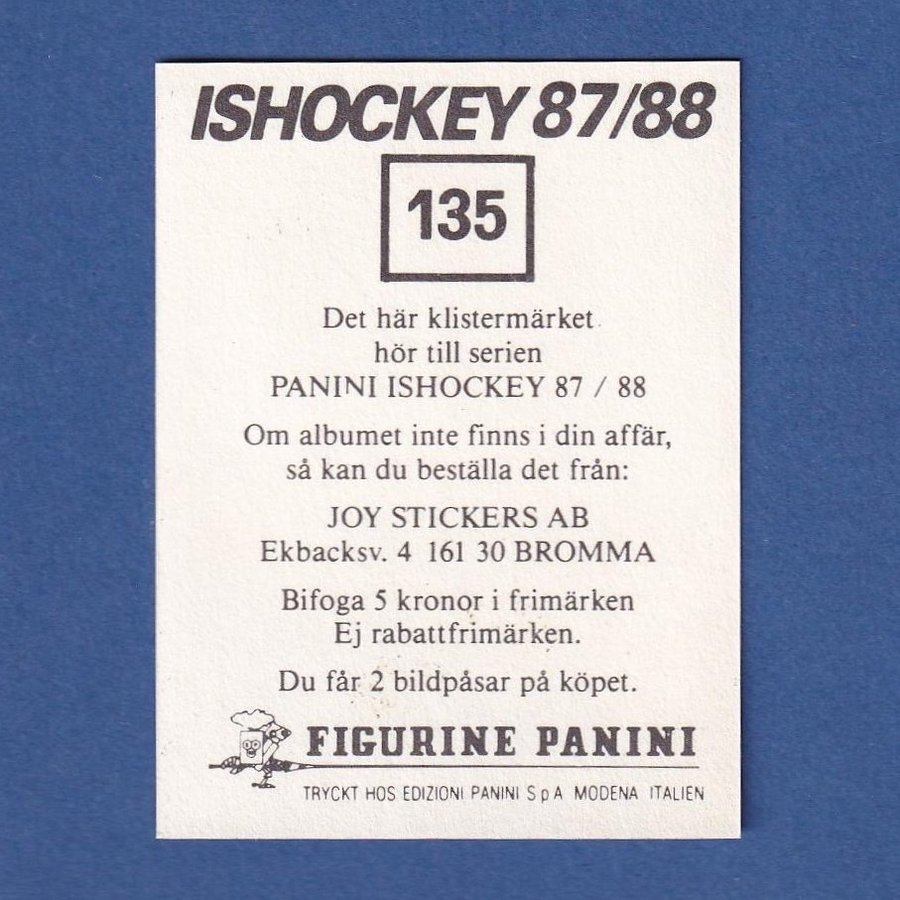 ISHOCKEY 87/88
135
Det här klistermärket
hör till serien
PANINI ISHOCKEY 87 / 88
Om albumet inte finns i din affär,
så kan du beställa det från:
JOY STICKERS AB
Ekbacksv. 4 161 30 BROMMA
Bifoga 5 kronor i frimärken
Ej rabattfrimärken.
Du får 2 bildpåsar på köpet.
FIGURINE PANINI
TRYCKT HOS EDIZIONI PANINI S p A MODENA ITALIEN